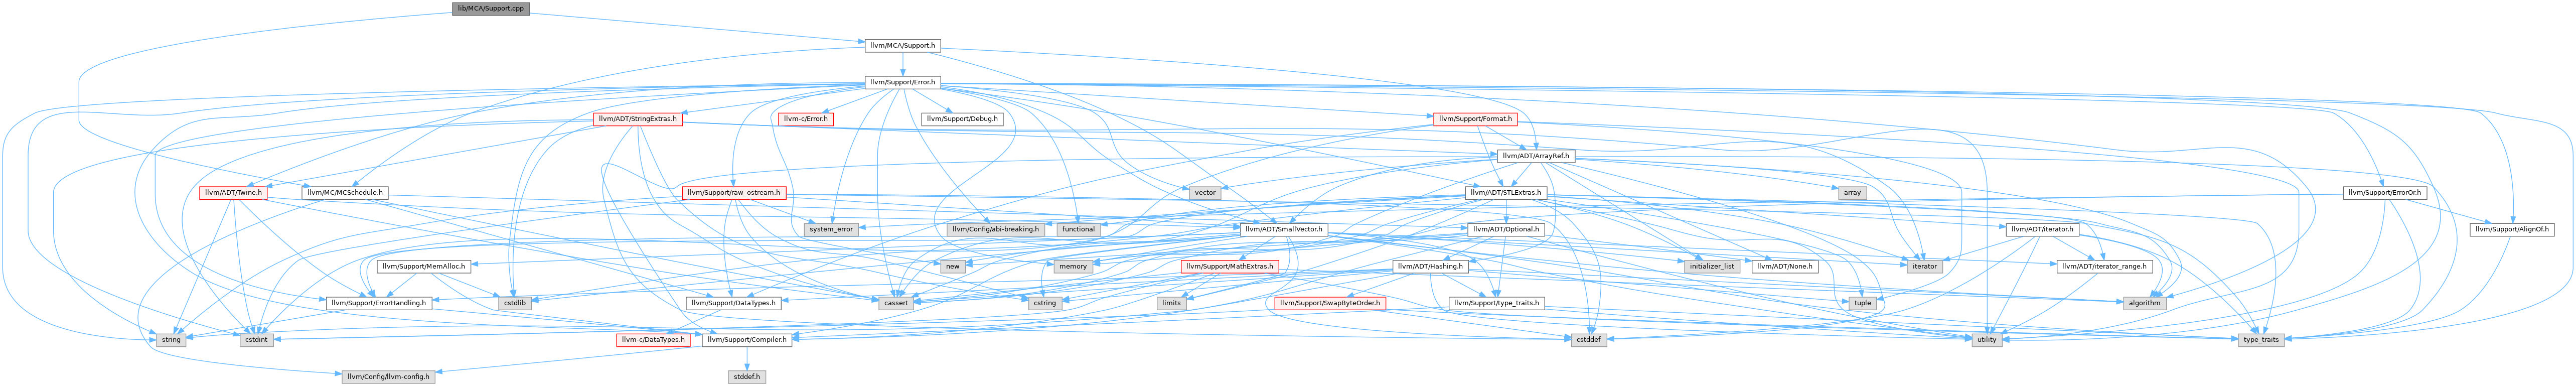 lib/MCA/Support.cpp
llvm/MCA/Support.h
llvm/Support/Error.h
llvm/ADT/StringExtras.h
llvm-c/Error.h
llvm/Support/Debug.h
llvm/Support/Format.h
llvm/ADT/ArrayRef.h
llvm/ADT/Twine.h
llvm/MC/MCSchedule.h
llvm/Support/raw_ostream.h
vector
llvm/ADT/STLExtras.h
array
llvm/Support/ErrorOr.h
system_error
llvm/Config/abi-breaking.h
functional
llvm/ADT/SmallVector.h
llvm/ADT/Optional.h
llvm/ADT/iterator.h
llvm/Support/AlignOf.h
llvm/Support/MemAlloc.h
new
memory
llvm/Support/MathExtras.h
llvm/ADT/Hashing.h
initializer_list
llvm/ADT/None.h
iterator
llvm/ADT/iterator_range.h
llvm/Support/ErrorHandling.h
cstdlib
llvm/Support/DataTypes.h
cassert
cstring
limits
llvm/Support/SwapByteOrder.h
llvm/Support/type_traits.h
tuple
algorithm
string
cstdint
llvm-c/DataTypes.h
llvm/Support/Compiler.h
cstddef
utility
type_traits
llvm/Config/llvm-config.h
stddef.h